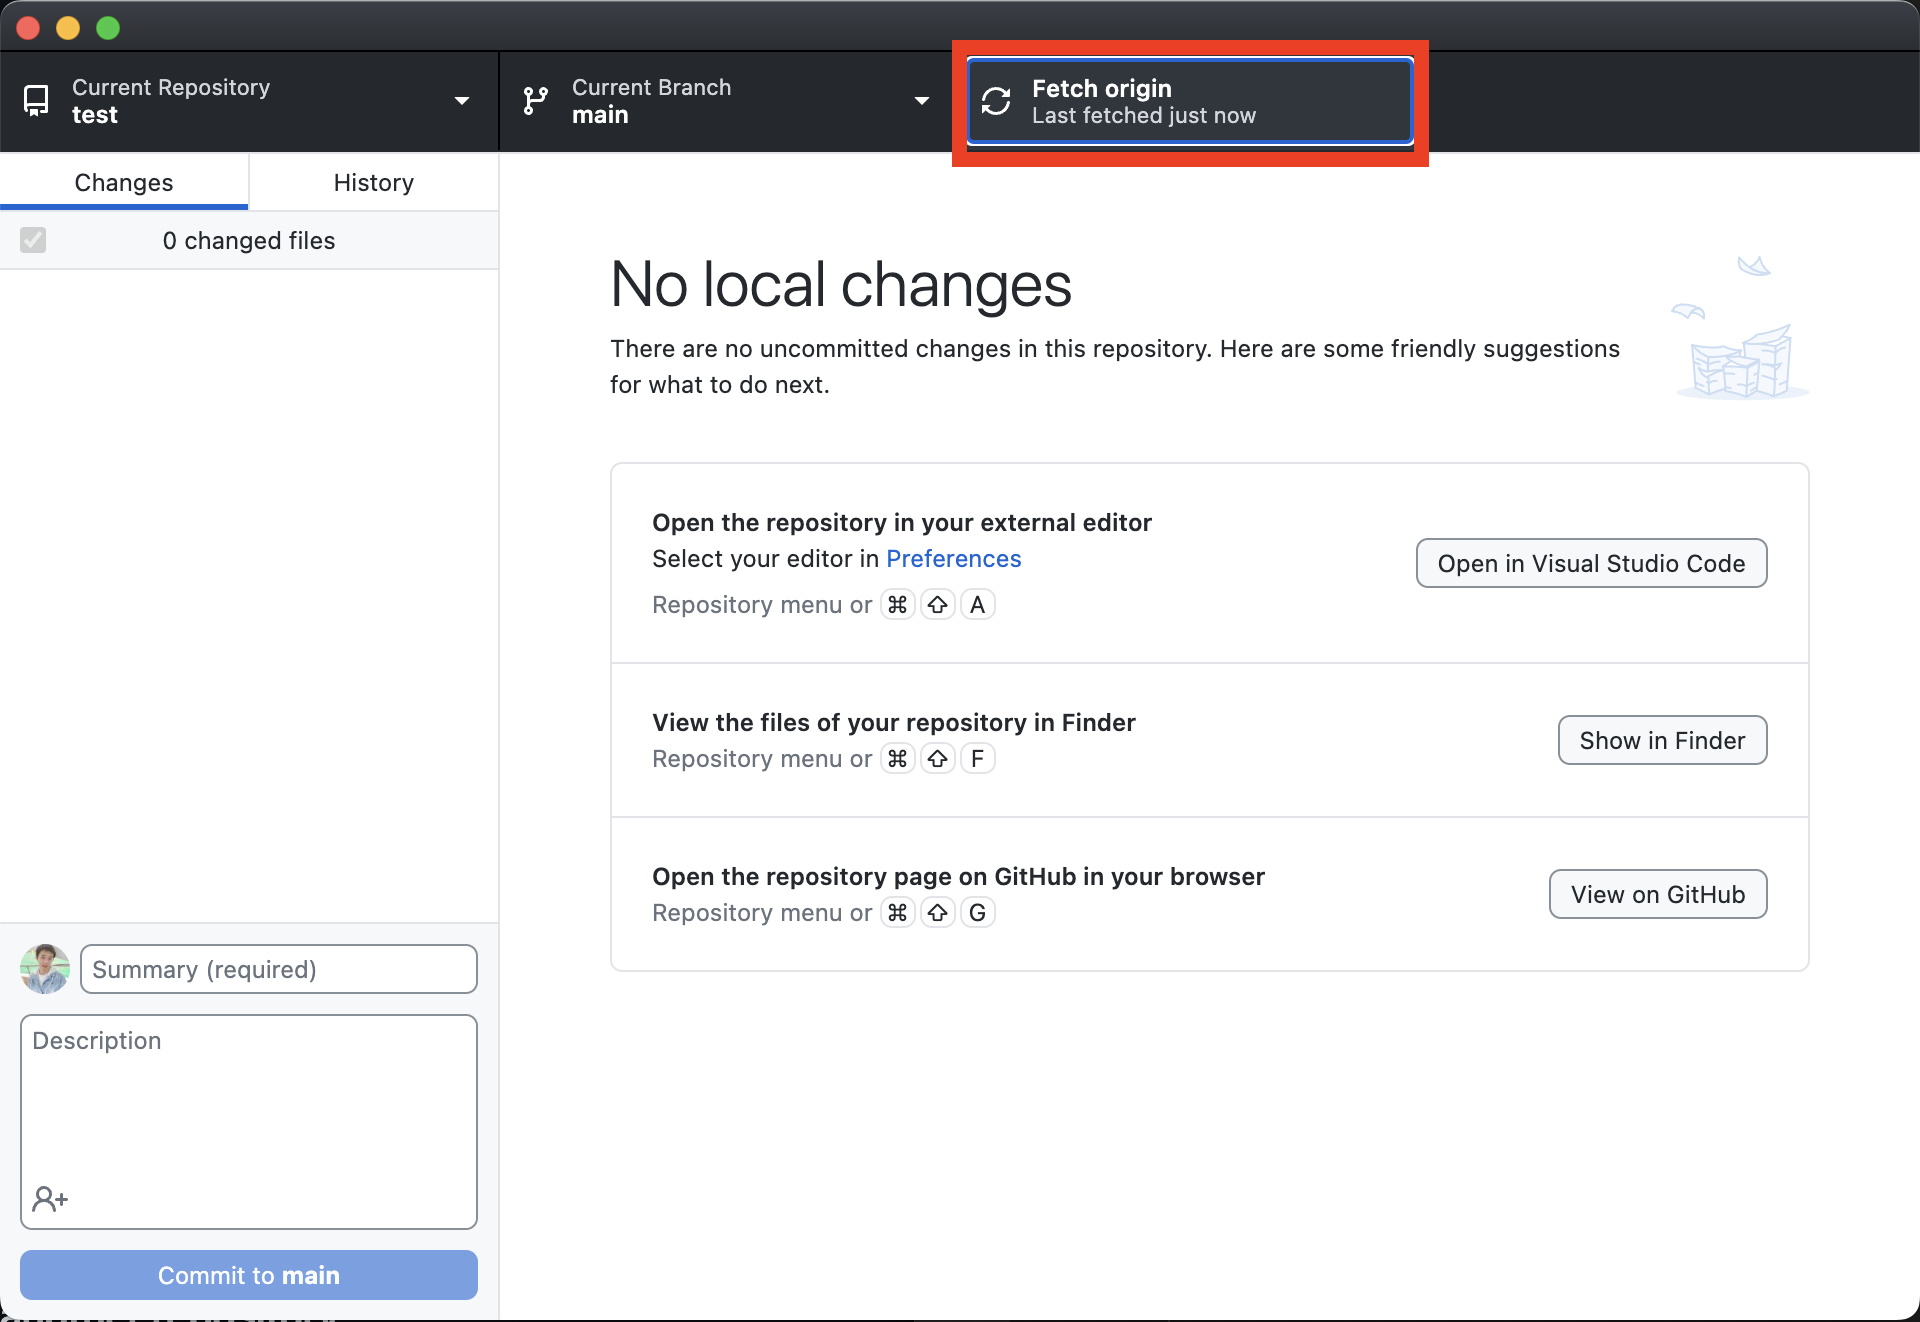 Current Repository
test
Current Branch
main
Fetch origin
Last fetched just now
Changes
History
0 changed files
No local changes
There are no uncommitted changes in this repository. Here are some friendly suggestions
for what to do next.
Open the repository in your external editor
Select your editor in Preferences
Repository menu or ⌘ ⇧ A
Open in Visual Studio Code
View the files of your repository in Finder
Repository menu or ⌘ ⇧ F
Show in Finder
Open the repository page on GitHub in your browser
Repository menu or ⌘ ⇧ G
View on GitHub
Summary (required)
Description
Commit to main